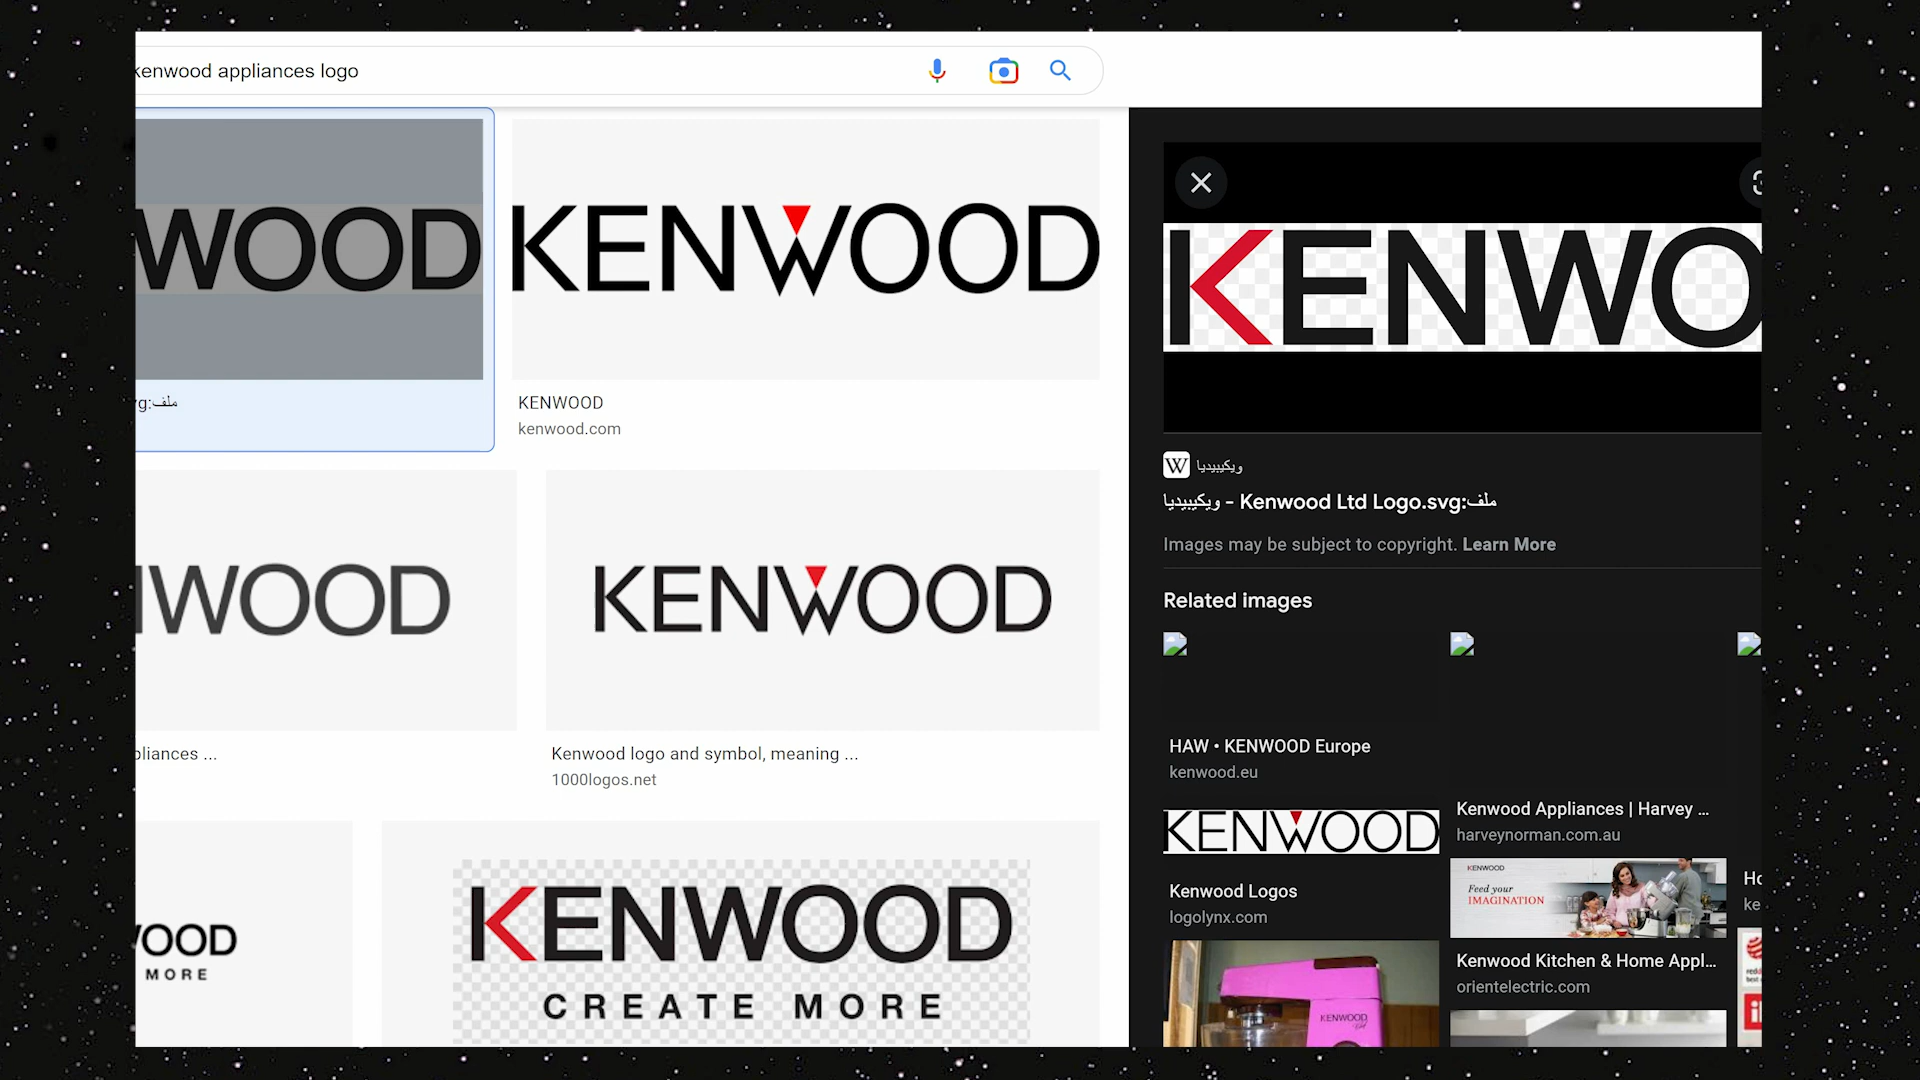 kenwood appliances logo
WOOD
KENWOOD
KENWO
ملف:
KENWOOD
kenwood.com
W ويكيبيديا
ملف:Kenwood Ltd Logo.svg - ويكيبيديا
Images may be subject to copyright. Learn More
Related images
WOOD
KENWOOD
HAW • KENWOOD Europe
kenwood.eu
...
Kenwood logo and symbol, meaning ...
1000logos.net
Kenwood Appliances | Harvey ...
harveynorman.com.au
KENWOOD
KENWOOD
Feed your
IMAGINATION
Kenwood Logos
logolynx.com
OOD
MORE
KENWOOD
CREATE MORE
Kenwood Kitchen & Home Appl...
orientelectric.com
KENWOOD